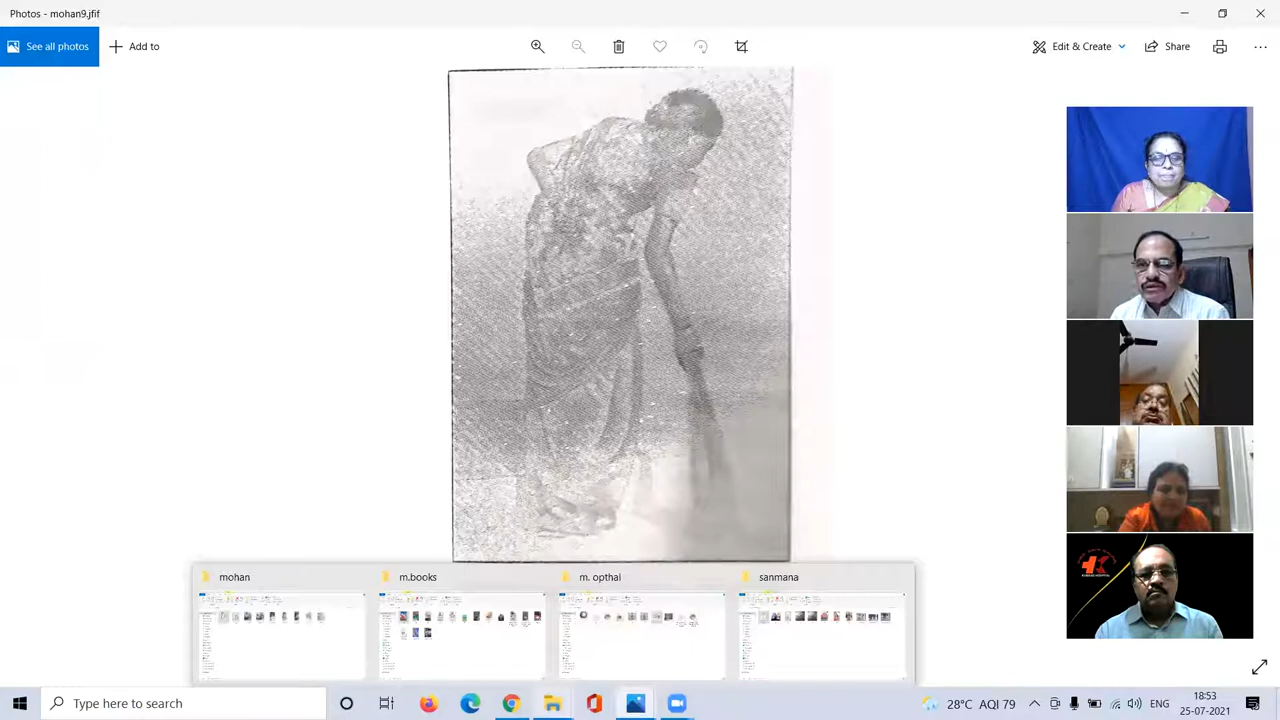 Photos - mohan9.jfif
See all photos
Add to
Edit & Create
Share
mohan
m.books
m. opthal
sanmana
Type here to search
28°C AQI 79
ENG
18:53
25-07-2021